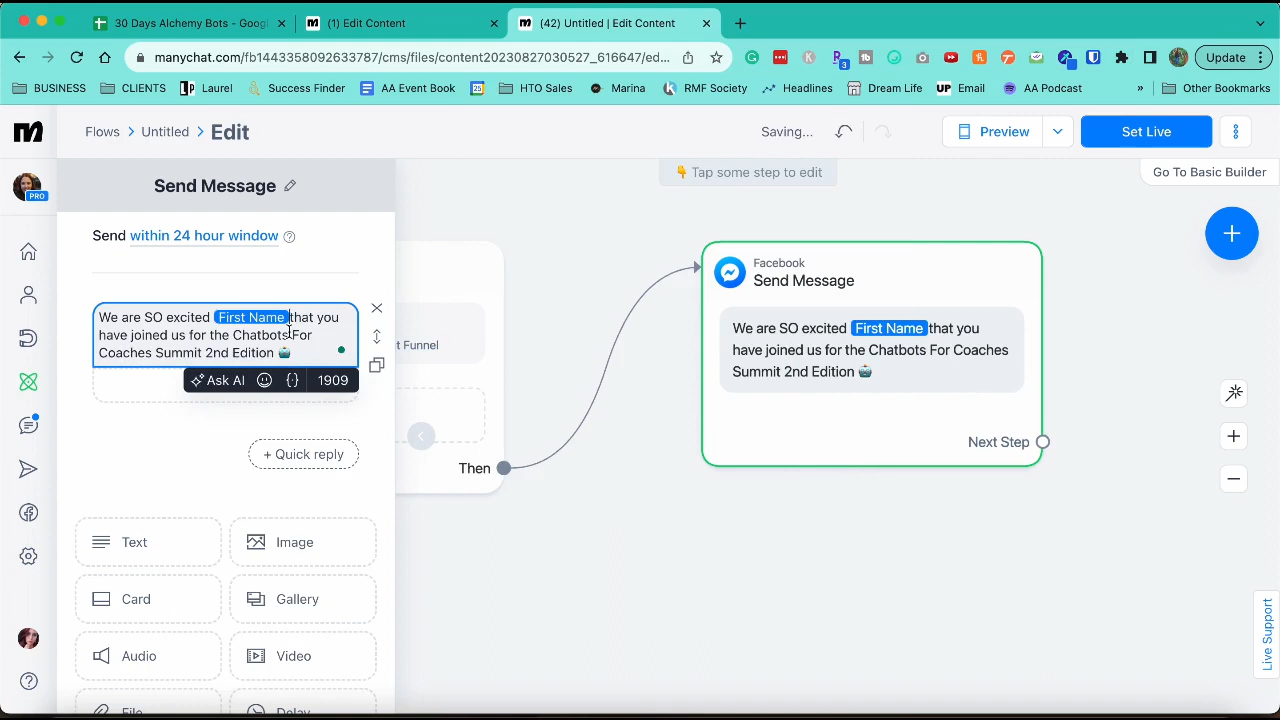 30 Days Alchemy Bots - Googl
(1) Edit Content
(42) Untitled | Edit Content
manychat.com/fb1443358092633787/cms/files/content20230827030527_616647/ed...
3
Update
BUSINESS
CLIENTS
Laurel
Success Finder
AA Event Book
HTO Sales
Marina
RMF Society
Headlines
Dream Life
UP Email
AA Podcast
»
Other Bookmarks
Flows > Untitled > Edit
Saving...
Preview
Set Live
👇 Tap some step to edit
Go To Basic Builder
PRO
Send Message
Send within 24 hour window
We are SO excited First Name that you
have joined us for the Chatbots For
Coaches Summit 2nd Edition 🤖
Ask AI
1909
+ Quick reply
Text
Image
Card
Gallery
Audio
Video
File
Delay
t Funnel
Then
Facebook
Send Message
We are SO excited First Name that you
have joined us for the Chatbots For Coaches
Summit 2nd Edition 🤖
Next Step
Live Support